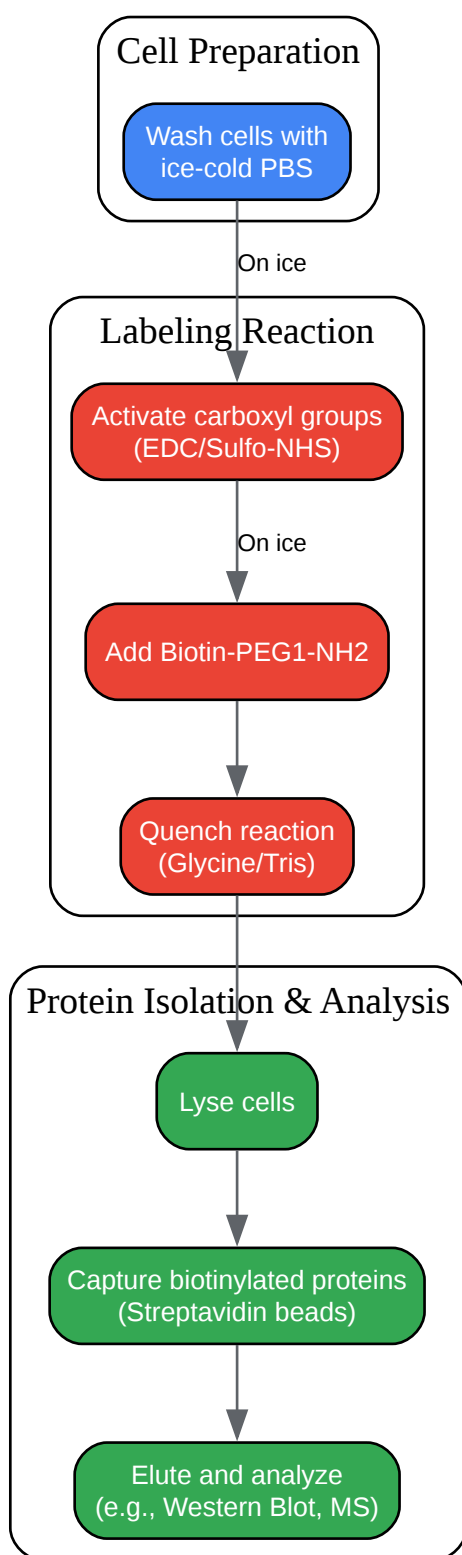 Cell Preparation
Wash cells with
ice-cold PBS
On ice
Labeling Reaction
Activate carboxyl groups
(EDC/Sulfo-NHS)
On ice
Add Biotin-PEG1-NH2
Quench reaction
(Glycine/Tris)
Protein Isolation & Analysis
Lyse cells
Capture biotinylated proteins
(Streptavidin beads)
Elute and analyze
(e.g., Western Blot, MS)